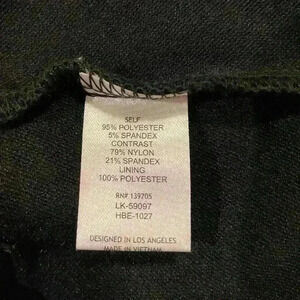 SELF
95% POLYESTER
5% SPANDEX
CONTRAST
79% NYLON
21% SPANDEX
LINING
100% POLYESTER
RN# 139705
LK-59097
HBE-1027
DESIGNED IN LOS ANGELES
MADE IN VIETNAM